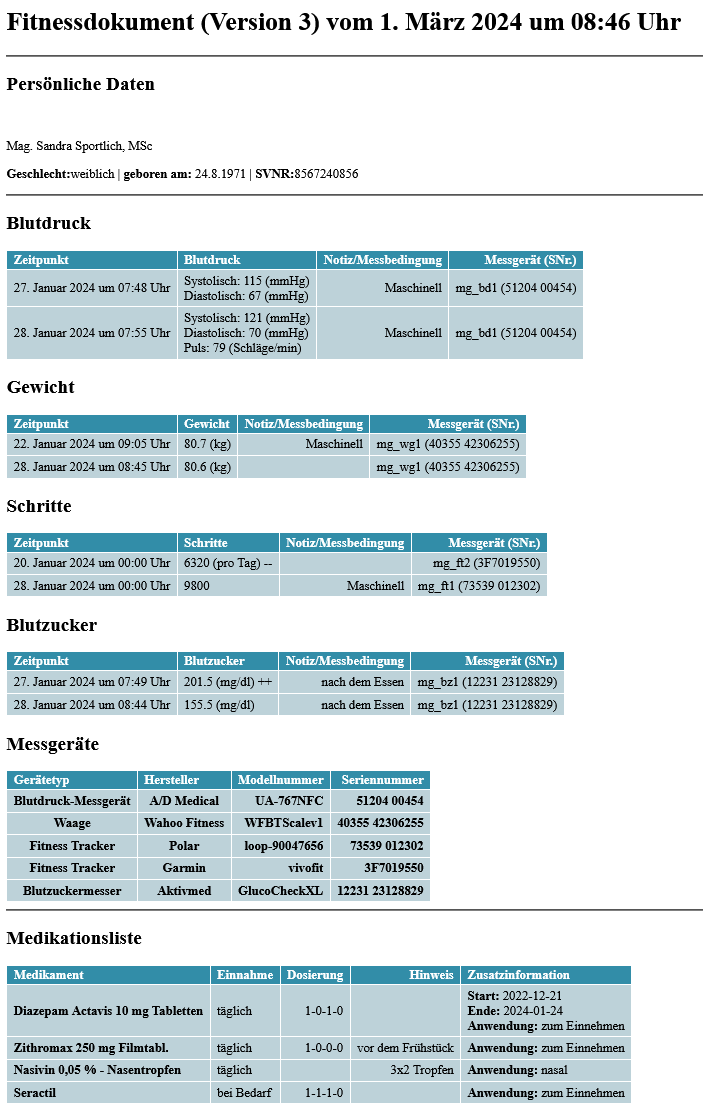 Fitnessdokument (Version 3) vom 1. März 2024 um 08:46 Uhr
Persönliche Daten
Mag. Sandra Sportlich, MSc
Geschlecht:weiblich | geboren am: 24.8.1971 | SVNR:8567240856
Blutdruck
Zeitpunkt Blutdruck Notiz/Messbedingung Messgerät (SNr.)
27. Januar 2024 um 07:48 Uhr Systolisch: 115 (mmHg)
Diastolisch: 67 (mmHg) Maschinell mg_bd1 (51204 00454)
28. Januar 2024 um 07:55 Uhr Systolisch: 121 (mmHg)
Diastolisch: 70 (mmHg)
Puls: 79 (Schläge/min) Maschinell mg_bd1 (51204 00454)
Gewicht
Zeitpunkt Gewicht Notiz/Messbedingung Messgerät (SNr.)
22. Januar 2024 um 09:05 Uhr 80.7 (kg) Maschinell mg_wg1 (40355 42306255)
28. Januar 2024 um 08:45 Uhr 80.6 (kg) mg_wg1 (40355 42306255)
Schritte
Zeitpunkt Schritte Notiz/Messbedingung Messgerät (SNr.)
20. Januar 2024 um 00:00 Uhr 6320 (pro Tag) -- mg_ft2 (3F7019550)
28. Januar 2024 um 00:00 Uhr 9800 Maschinell mg_ft1 (73539 012302)
Blutzucker
Zeitpunkt Blutzucker Notiz/Messbedingung Messgerät (SNr.)
27. Januar 2024 um 07:49 Uhr 201.5 (mg/dl) ++ nach dem Essen mg_bz1 (12231 23128829)
28. Januar 2024 um 08:44 Uhr 155.5 (mg/dl) nach dem Essen mg_bz1 (12231 23128829)
Messgeräte
Gerätetyp Hersteller Modellnummer Seriennummer
Blutdruck-Messgerät A/D Medical UA-767NFC 51204 00454
Waage Wahoo Fitness WFBTScalev1 40355 42306255
Fitness Tracker Polar loop-90047656 73539 012302
Fitness Tracker Garmin vivofit 3F7019550
Blutzuckermesser Aktivmed GlucoCheckXL 12231 23128829
Medikationsliste
Medikament Einnahme Dosierung Hinweis Zusatzinformation
Diazepam Actavis 10 mg Tabletten täglich 1-0-1-0 Start: 2022-12-21
Ende: 2024-01-24
Anwendung: zum Einnehmen
Zithromax 250 mg Filmtabl. täglich 1-0-0-0 vor dem Frühstück Anwendung: zum Einnehmen
Nasivin 0,05 % - Nasentropfen täglich 3x2 Tropfen Anwendung: nasal
Seractil bei Bedarf 1-1-1-0 Anwendung: zum Einnehmen